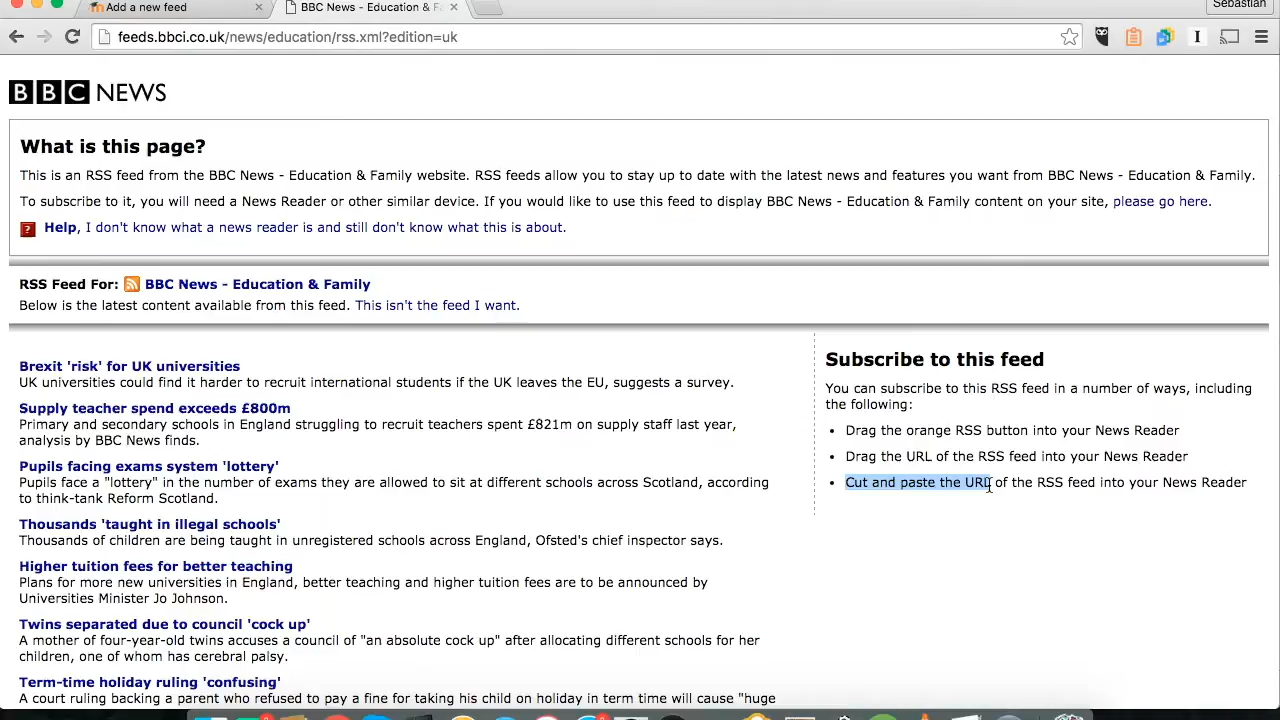 Sebastian
Add a new feed
BBC News - Education & F
feeds.bbci.co.uk/news/education/rss.xml?edition=uk
BBC NEWS
What is this page?
This is an RSS feed from the BBC News - Education & Family website. RSS feeds allow you to stay up to date with the latest news and features you want from BBC News - Education & Family.
To subscribe to it, you will need a News Reader or other similar device. If you would like to use this feed to display BBC News - Education & Family content on your site, please go here.
Help, I don't know what a news reader is and still don't know what this is about.
RSS Feed For: BBC News - Education & Family
Below is the latest content available from this feed. This isn't the feed I want.
Brexit 'risk' for UK universities
UK universities could find it harder to recruit international students if the UK leaves the EU, suggests a survey.
Supply teacher spend exceeds £800m
Primary and secondary schools in England struggling to recruit teachers spent £821m on supply staff last year,
analysis by BBC News finds.
Pupils facing exams system 'lottery'
Pupils face a "lottery" in the number of exams they are allowed to sit at different schools across Scotland, according
to think-tank Reform Scotland.
Thousands 'taught in illegal schools'
Thousands of children are being taught in unregistered schools across England, Ofsted's chief inspector says.
Higher tuition fees for better teaching
Plans for more new universities in England, better teaching and higher tuition fees are to be announced by
Universities Minister Jo Johnson.
Twins separated due to council 'cock up'
A mother of four-year-old twins accuses a council of "an absolute cock up" after allocating different schools for her
children, one of whom has cerebral palsy.
Term-time holiday ruling 'confusing'
A court ruling backing a parent who refused to pay a fine for taking his child on holiday in term time will cause "huge
Subscribe to this feed
You can subscribe to this RSS feed in a number of ways, including
the following:
Drag the orange RSS button into your News Reader
Drag the URL of the RSS feed into your News Reader
Cut and paste the URL of the RSS feed into your News Reader